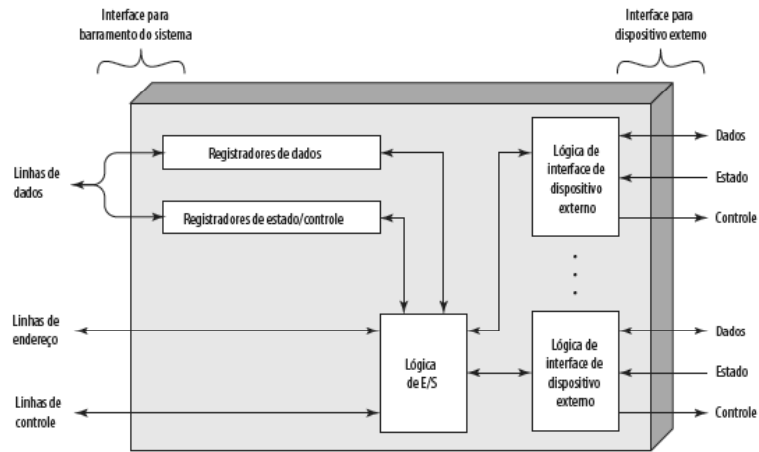 Interface para
barramento do sistema
Interface para
dispositivo externo
Linhas de
dados
Registradores de dados
Registradores de estado/controle
Lógica de
interface de
dispositivo
externo
Dados
Estado
Controle
Linhas de
endereço
Linhas de
controle
Lógica
de E/S
Lógica de
interface de
dispositivo
externo
Dados
Estado
Controle